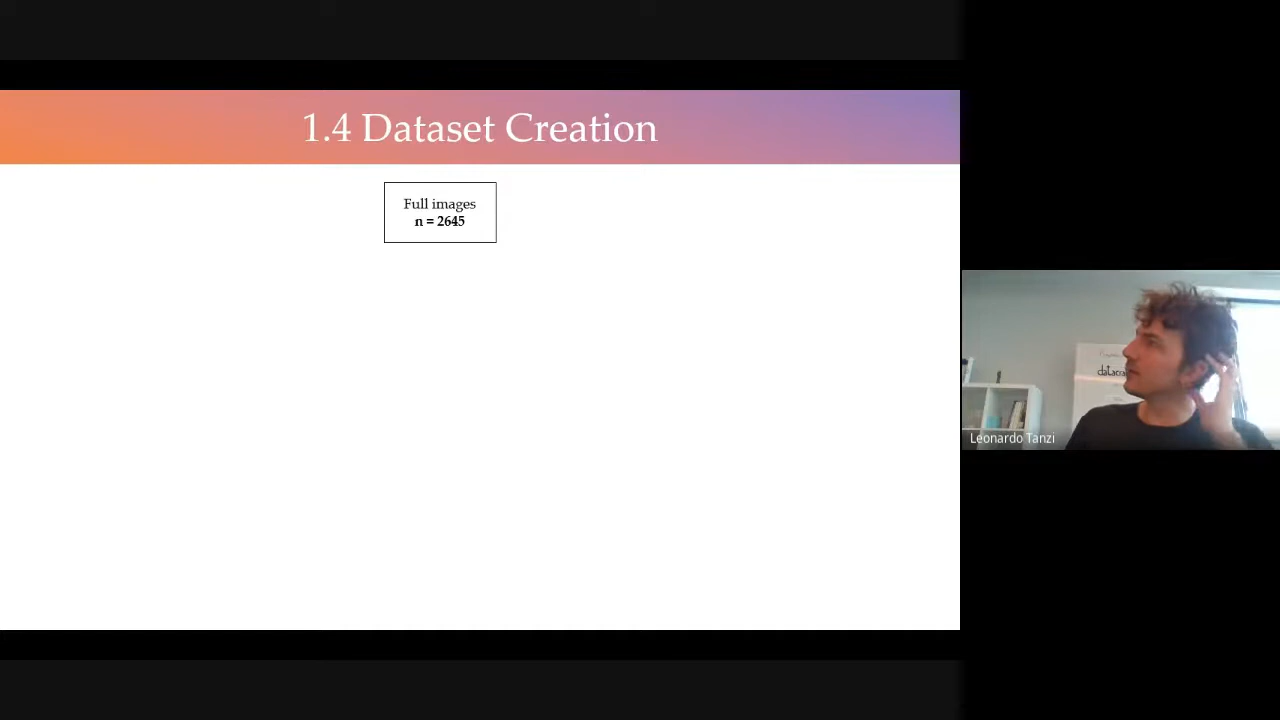 1.4 Dataset Creation
Full images
n = 2645
Leonardo Tanzi